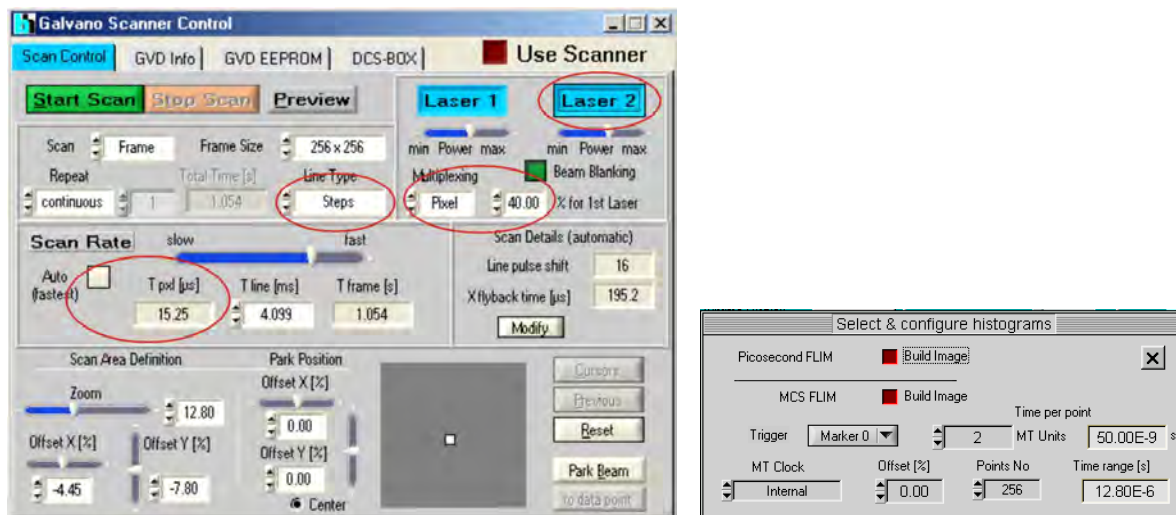 Galvano Scanner Control
Scan Control GVD Info GVD EEPROM DCS-BOX Use Scanner
Start Scan Stop Scan Preview
Laser 1 Laser 2
min Power max min Power max
Scan Frame Frame Size 256 x 256
Repeat Total Time [s] Line Type
continuous 1 1.054 Steps
Multiplexing Beam Blanking
Pixel 40.00 % for 1st Laser
Scan Rate slow fast
Auto (fastest)
T pxl [µs] T line [ms] T frame [s]
15.25 4.099 1.054
Scan Details (automatic)
Line pulse shift 16
X flyback time [µs] 195.2
Modify
Scan Area Definition
Zoom
12.80
Offset X [%] Offset Y [%]
-4.45 -7.80
Park Position
Offset X [%]
0.00
Offset Y [%]
0.00
Center
Cursors
Previous
Reset
Park Beam
to data point
Select & configure histograms
Picosecond FLIM Build Image X
MCS FLIM Build Image
Time per point
Trigger Marker 0 2 MT Units 50.00E-9 s
MT Clock Offset [%] Points No Time range [s]
Internal 0.00 256 12.80E-6